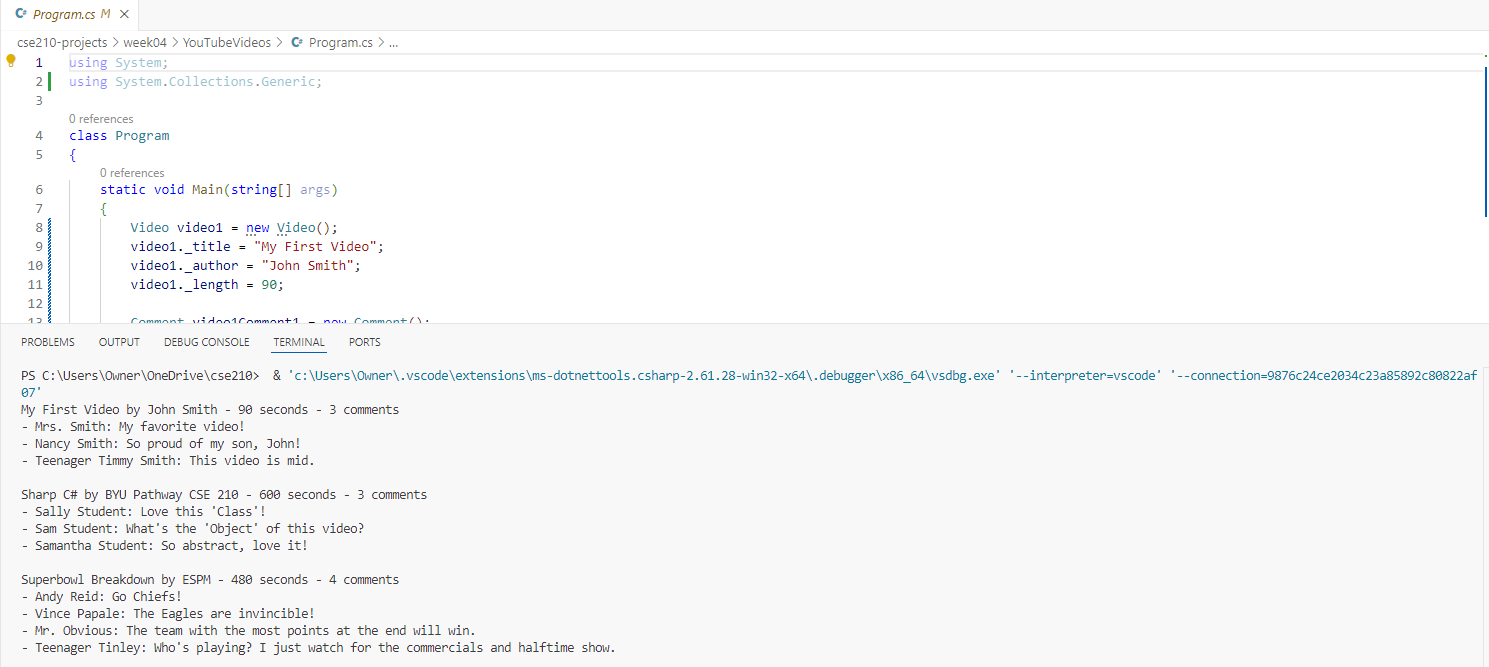 C# Program.cs M ×
cse210-projects > week04 > YouTubeVideos > C# Program.cs > ...
1 using System;
2 using System.Collections.Generic;
3
0 references
4 class Program
5 {
0 references
6 static void Main(string[] args)
7 {
8 Video video1 = new Video();
9 video1._title = "My First Video";
10 video1._author = "John Smith";
11 video1._length = 90;
12
13 Comment video1Comment1 = new Comment();
PROBLEMS OUTPUT DEBUG CONSOLE TERMINAL PORTS
PS C:\Users\Owner\OneDrive\cse210> & 'c:\Users\Owner\.vscode\extensions\ms-dotnettools.csharp-2.61.28-win32-x64\.debugger\x86_64\vsdbg.exe' '--interpreter=vscode' '--connection=9876c24ce2034c23a85892c80822af
07'
My First Video by John Smith - 90 seconds - 3 comments
- Mrs. Smith: My favorite video!
- Nancy Smith: So proud of my son, John!
- Teenager Timmy Smith: This video is mid.
Sharp C# by BYU Pathway CSE 210 - 600 seconds - 3 comments
- Sally Student: Love this 'Class'!
- Sam Student: What's the 'Object' of this video?
- Samantha Student: So abstract, love it!
Superbowl Breakdown by ESPM - 480 seconds - 4 comments
- Andy Reid: Go Chiefs!
- Vince Papale: The Eagles are invincible!
- Mr. Obvious: The team with the most points at the end will win.
- Teenager Tinley: Who's playing? I just watch for the commercials and halftime show.